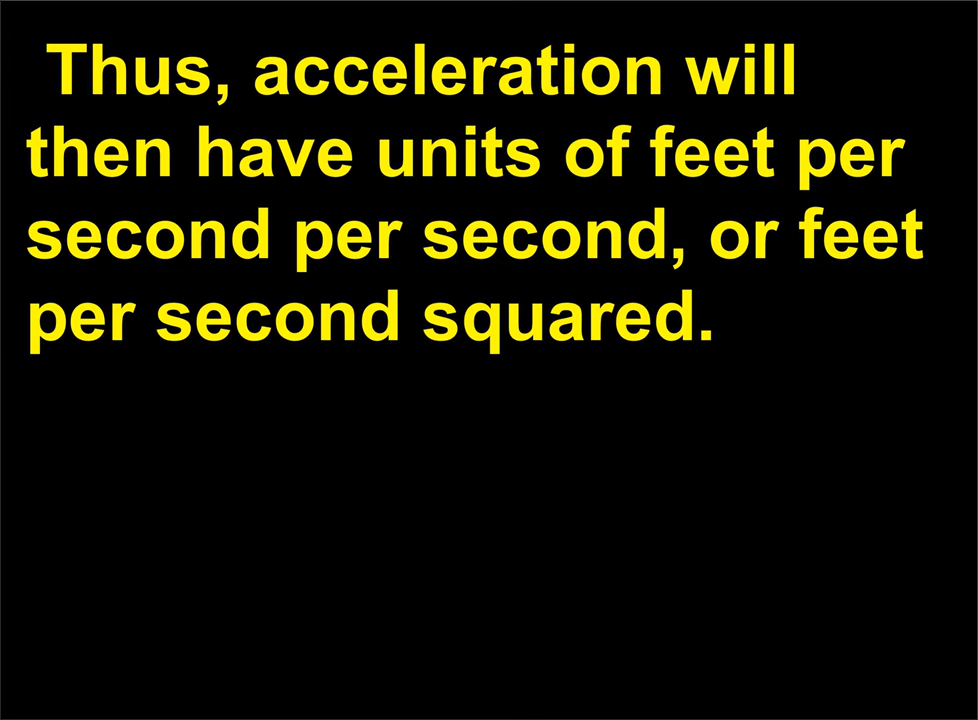 Thus, acceleration will
then have units of feet per
second per second, or feet
per second squared.